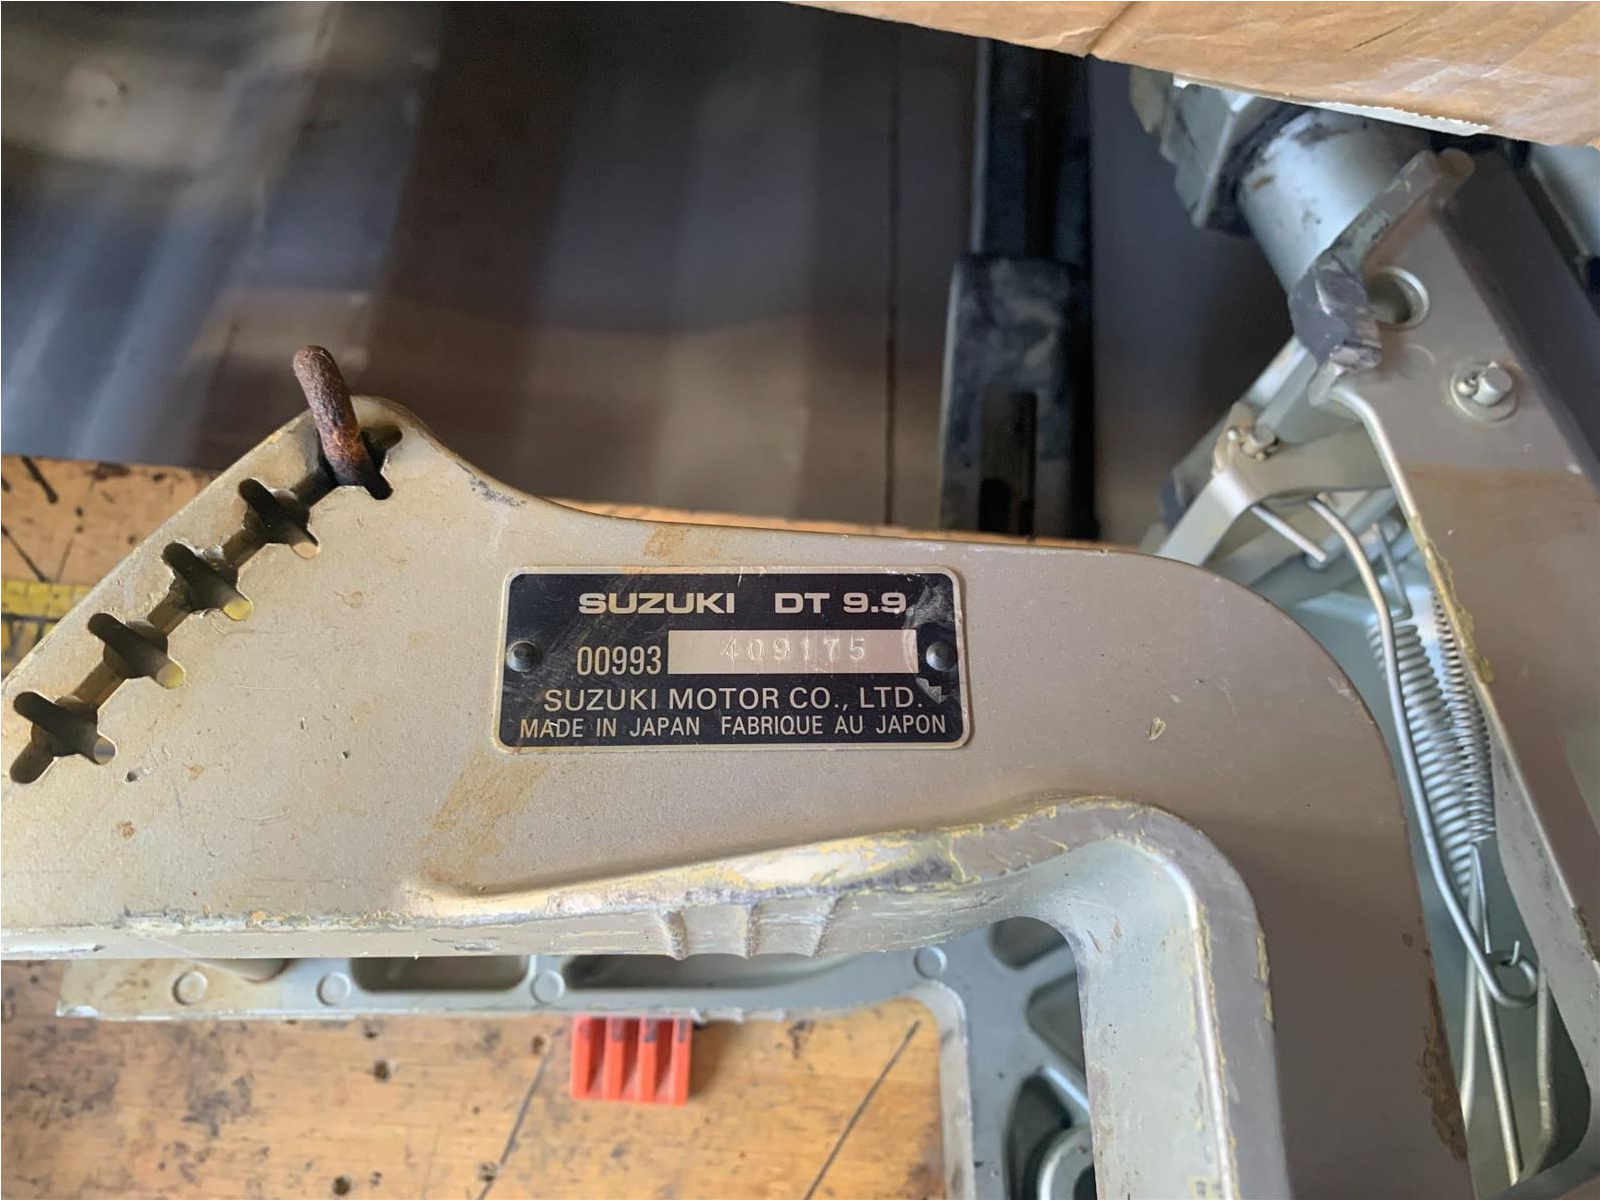 SUZUKI DT 9.9
00993 409175
SUZUKI MOTOR CO., LTD.
MADE IN JAPAN FABRIQUE AU JAPON